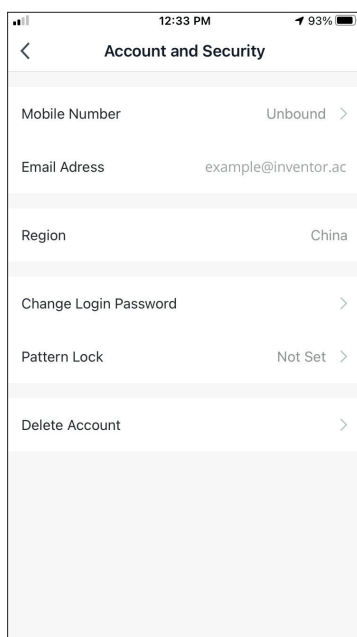 12:33 PM 93%
Account and Security
Mobile Number Unbound
Email Adress example@inventor.ac
Region China
Change Login Password
Pattern Lock Not Set
Delete Account